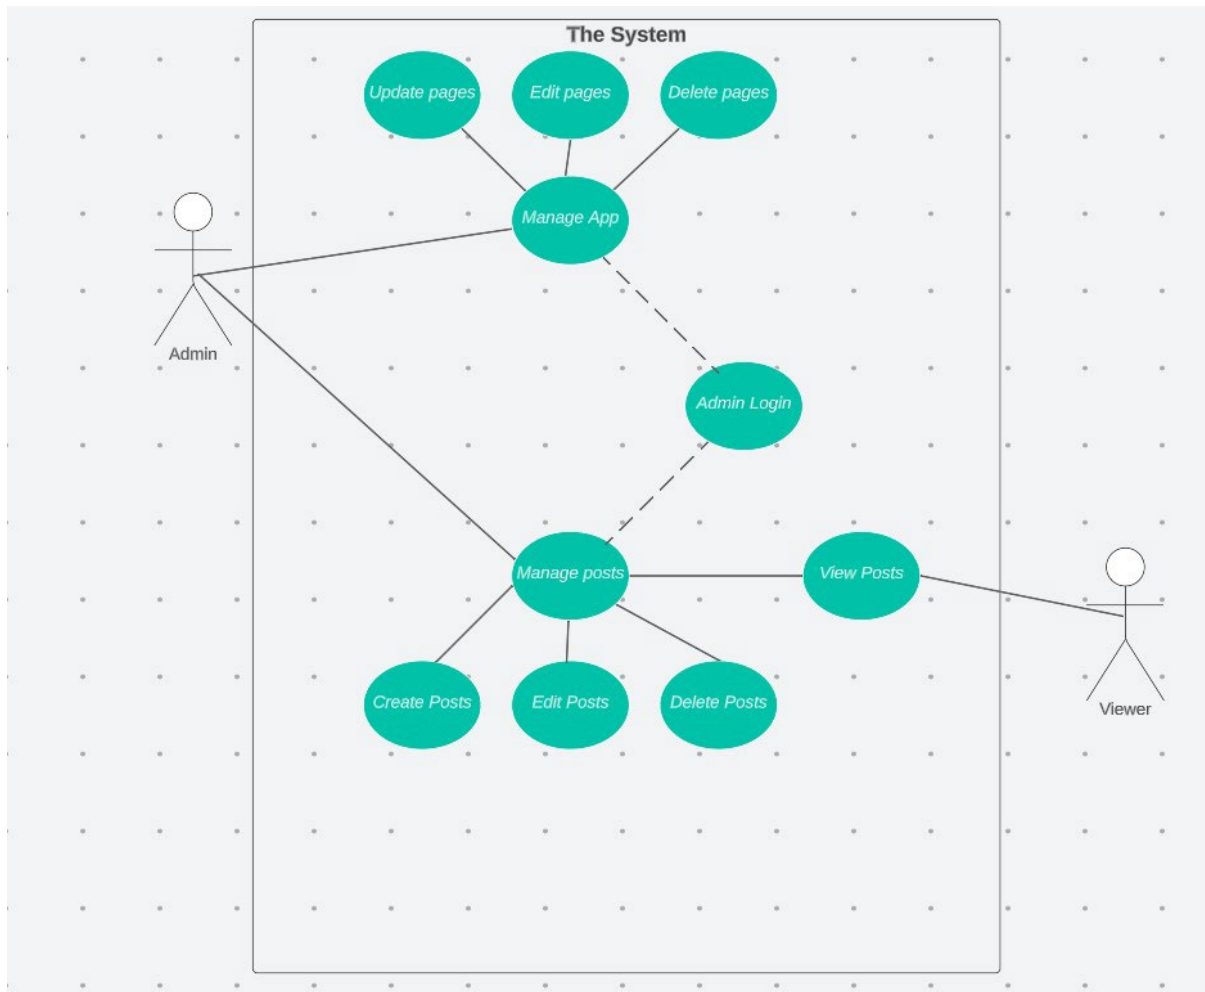 The System
Update pages
Edit pages
Delete pages
Manage App
Admin
Admin Login
Manage posts
View Posts
Create Posts
Edit Posts
Delete Posts
Viewer